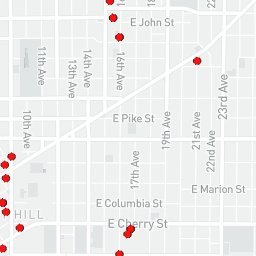 E John St
11th Ave
13th Ave
14th Ave
16th Ave
23rd Ave
10th Ave
E Pike St
19th Ave
21st Ave
22nd Ave
17th Ave
E Marion St
E Columbia St
HILL
E Cherry St